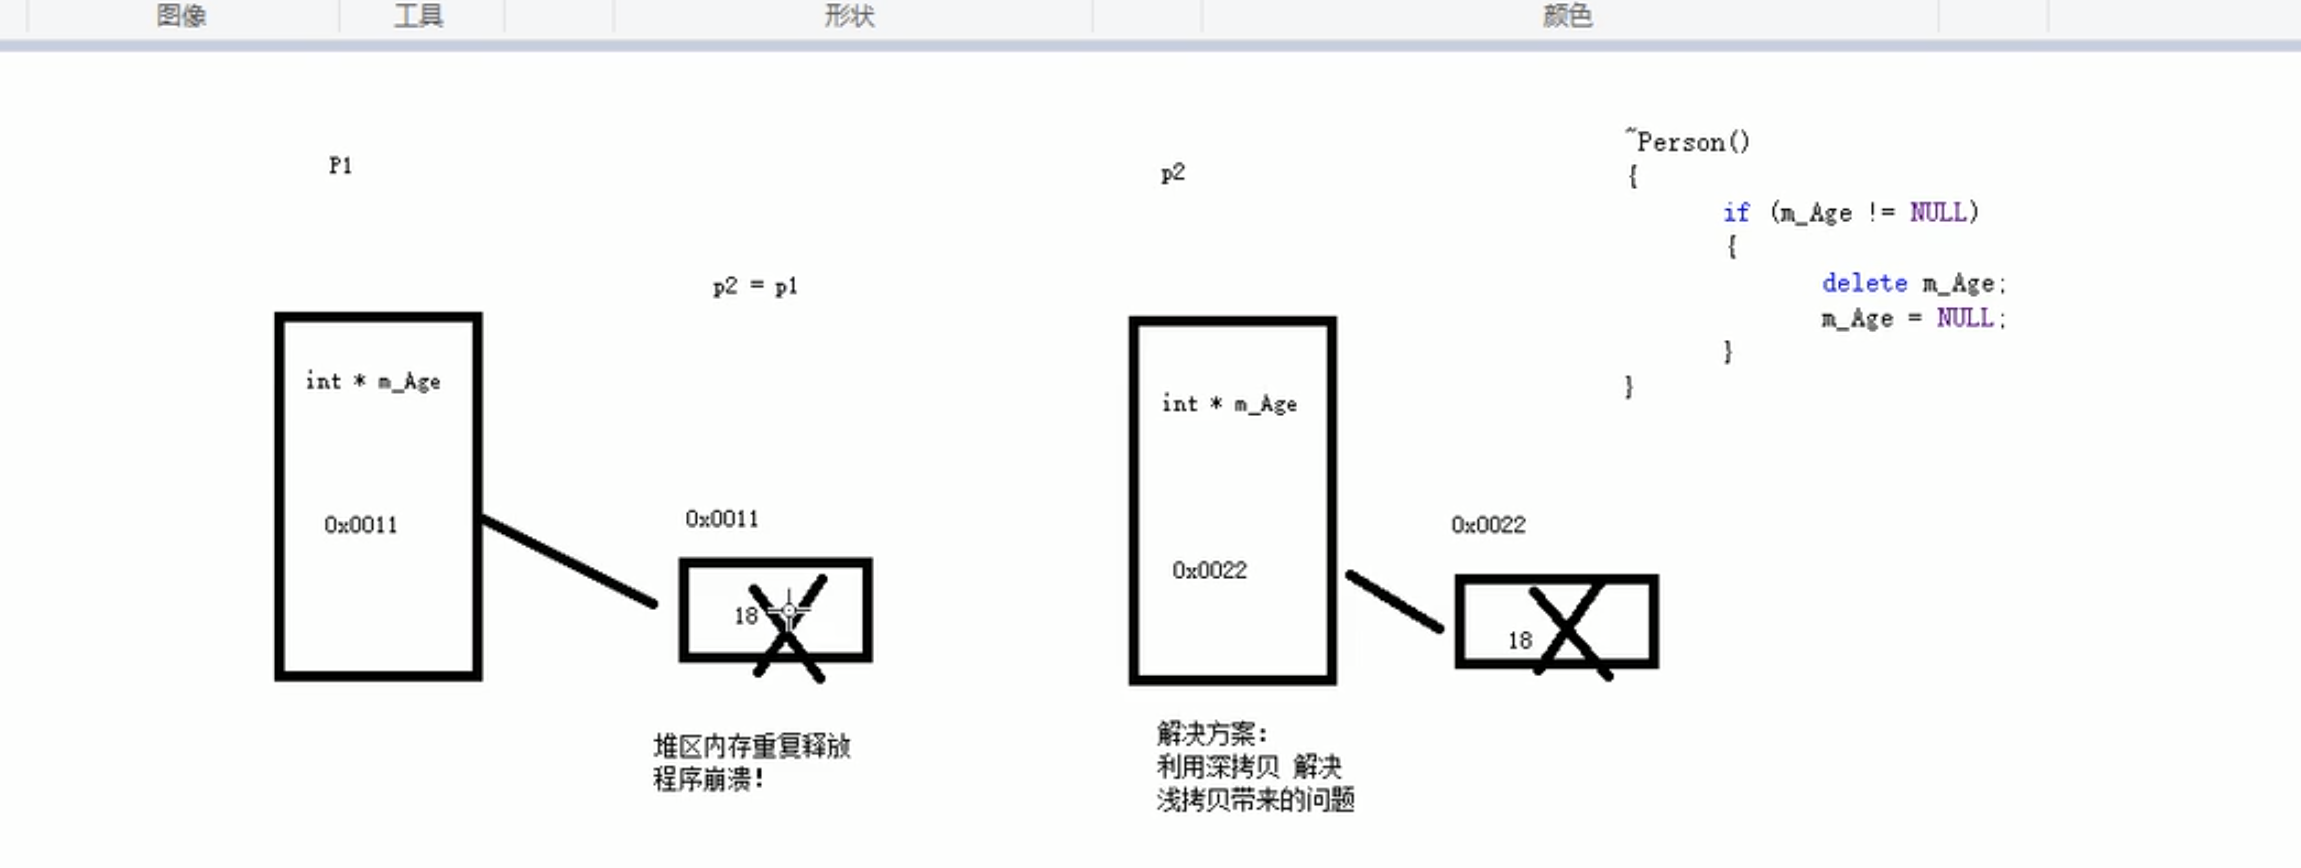 图像
工具
形状
颜色
P1
p2 = p1
int * m_Age
0x0011
0x0011
18
堆区内存重复释放
程序崩溃！
p2
int * m_Age
0x0022
0x0022
18
解决方案：
利用深拷贝 解决
浅拷贝带来的问题
~Person()
{
if (m_Age != NULL)
{
delete m_Age;
m_Age = NULL;
}
}